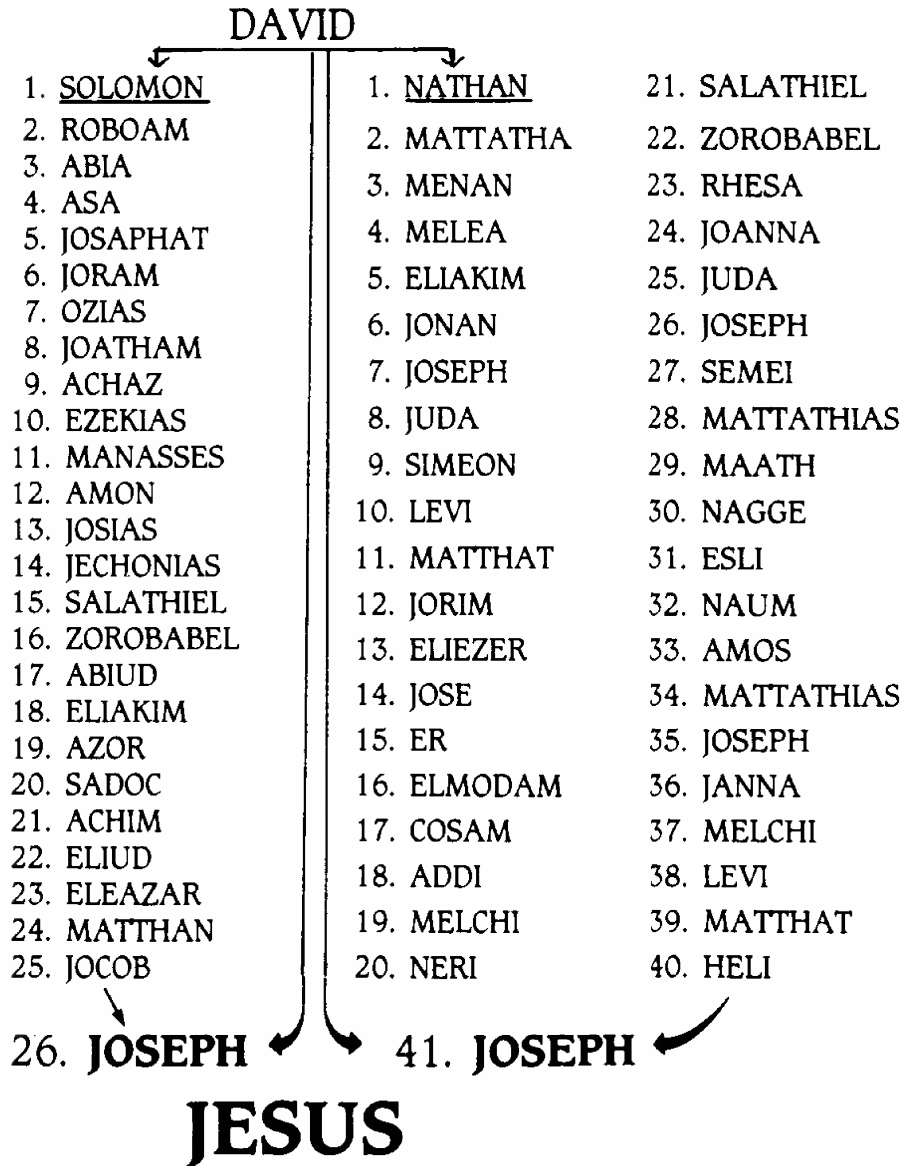 DAVID
1. SOLOMON
2. ROBOAM
3. ABIA
4. ASA
5. JOSAPHAT
6. JORAM
7. OZIAS
8. JOATHAM
9. ACHAZ
10. EZEKIAS
11. MANASSES
12. AMON
13. JOSIAS
14. JECHONIAS
15. SALATHIEL
16. ZOROBABEL
17. ABIUD
18. ELIAKIM
19. AZOR
20. SADOC
21. ACHIM
22. ELIUD
23. ELEAZAR
24. MATTHAN
25. JOCOB
26. JOSEPH
1. NATHAN
2. MATTATHA
3. MENAN
4. MELEA
5. ELIAKIM
6. JONAN
7. JOSEPH
8. JUDA
9. SIMEON
10. LEVI
11. MATTHAT
12. JORIM
13. ELIEZER
14. JOSE
15. ER
16. ELMODAM
17. COSAM
18. ADDI
19. MELCHI
20. NERI
21. SALATHIEL
22. ZOROBABEL
23. RHESA
24. JOANNA
25. JUDA
26. JOSEPH
27. SEMEI
28. MATTATHIAS
29. MAATH
30. NAGGE
31. ESLI
32. NAUM
33. AMOS
34. MATTATHIAS
35. JOSEPH
36. JANNA
37. MELCHI
38. LEVI
39. MATTHAT
40. HELI
41. JOSEPH
JESUS